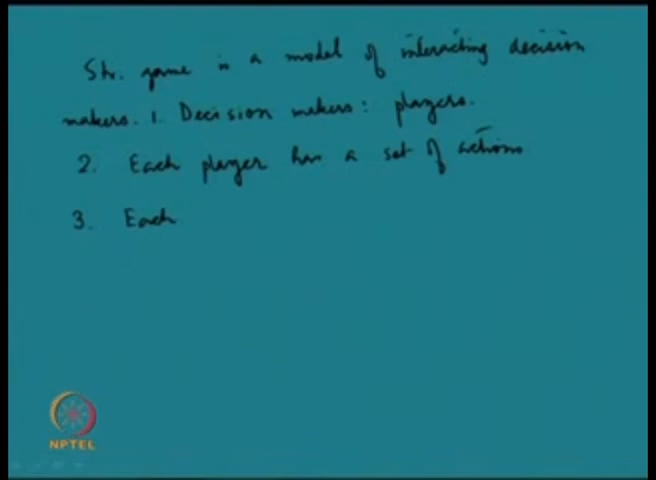 Str. game is a model of interacting decision
makers. 1. Decision makers: players.
2. Each player has a set of actions
3. Each
NPTEL